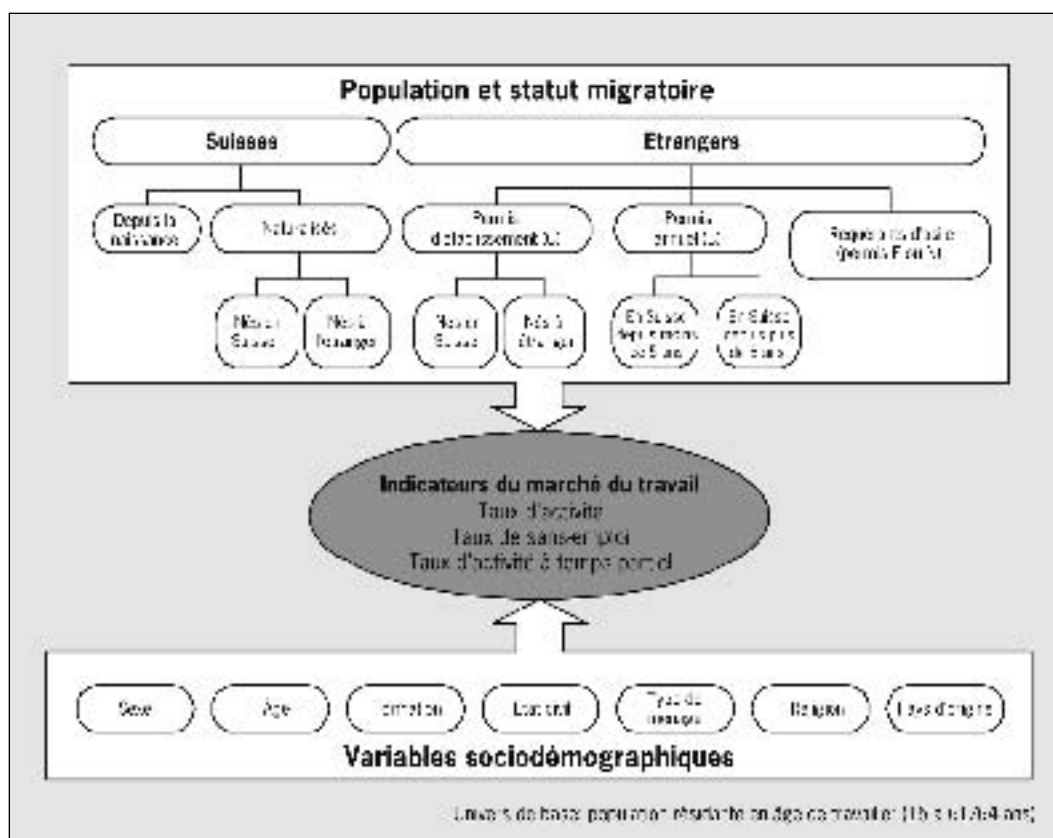 Population et statut migratoire
Suisses
Etrangers
Depuis la
naissance
Naturalisés
Permis
d'établissement
Permis
annuel
Requérants d'asile
(permis F ou N)
Nés en
Suisse
Nés à
l'étranger
Nés en
Suisse
Nés à
étranger
En Suisse
depuis moins
de 5 ans
En Suisse
depuis plus
de 5 ans
Indicateurs du marché du travail
Taux d'activité
Taux de sans-emploi
Taux d'activité à temps partiel
Sexe
Age
Formation
Etat civil
Type de
ménage
Religion
Pays d'origine
Variables sociodémographiques
Univers de base: population résidante en âge de travailler ans)